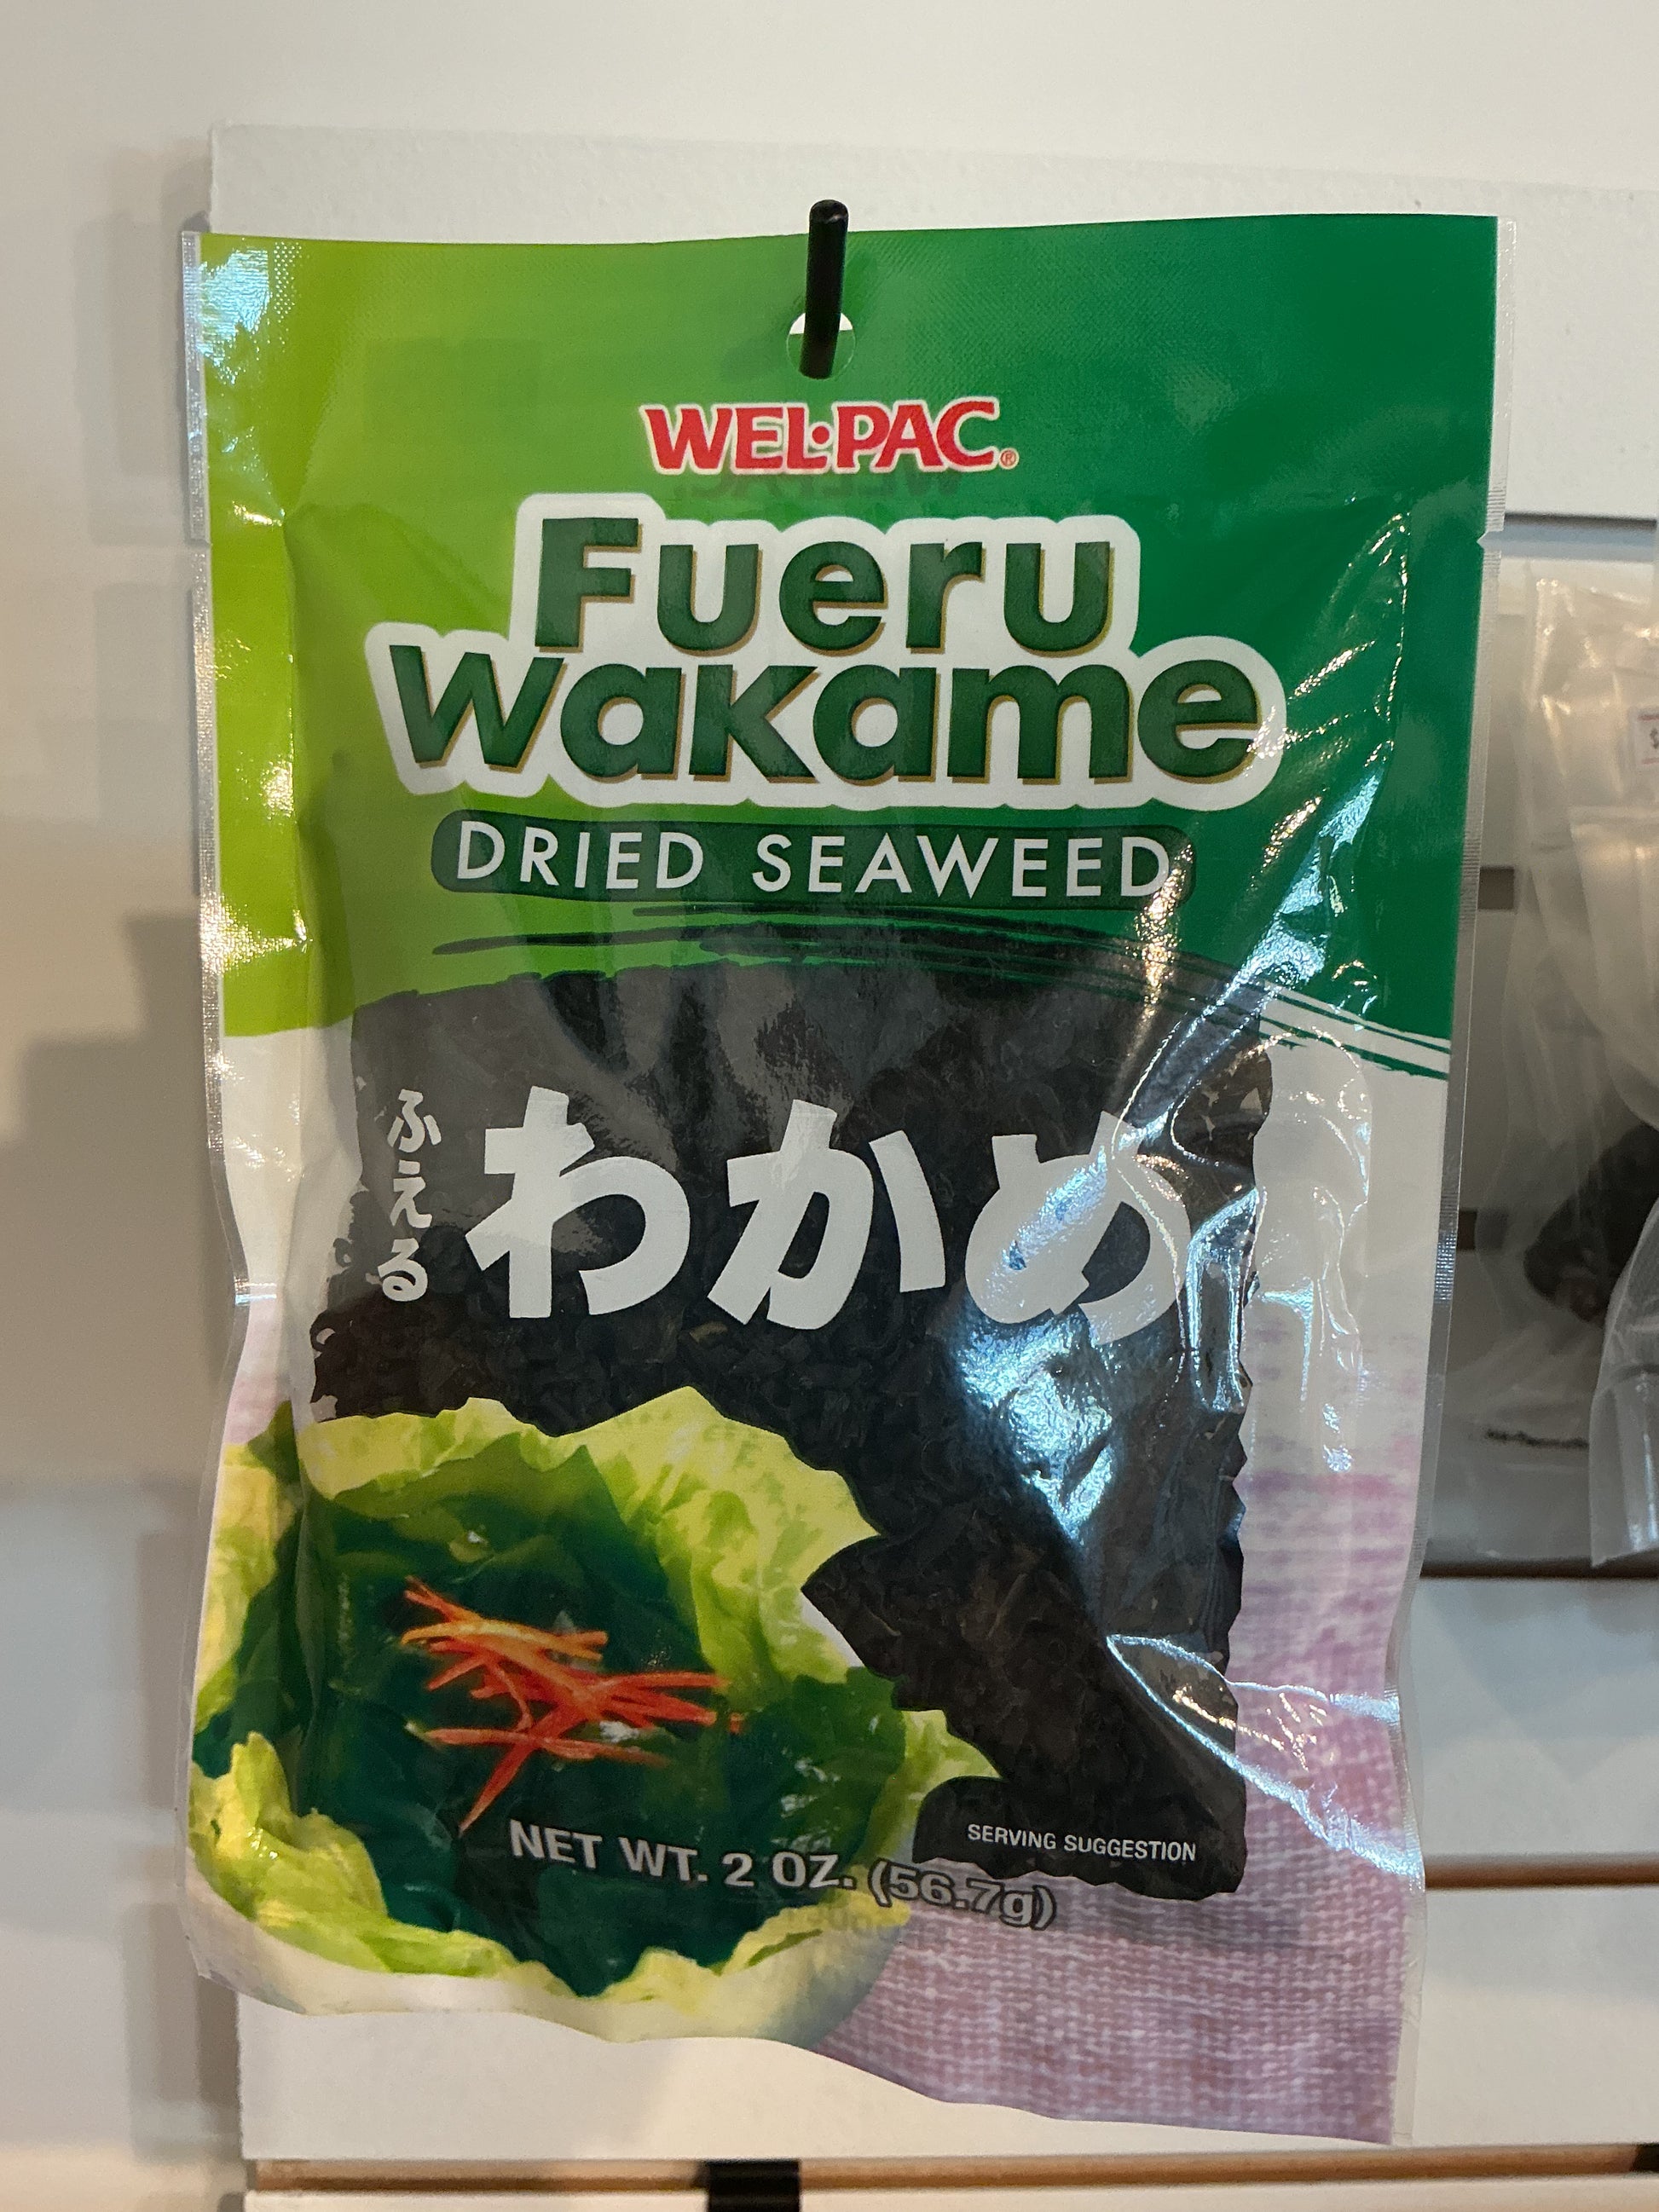 WEL·PAC®
Fueru
wakame
DRIED SEAWEED
ふえる
わかめ
SERVING SUGGESTION
NET WT. 2 OZ. (56.7g)